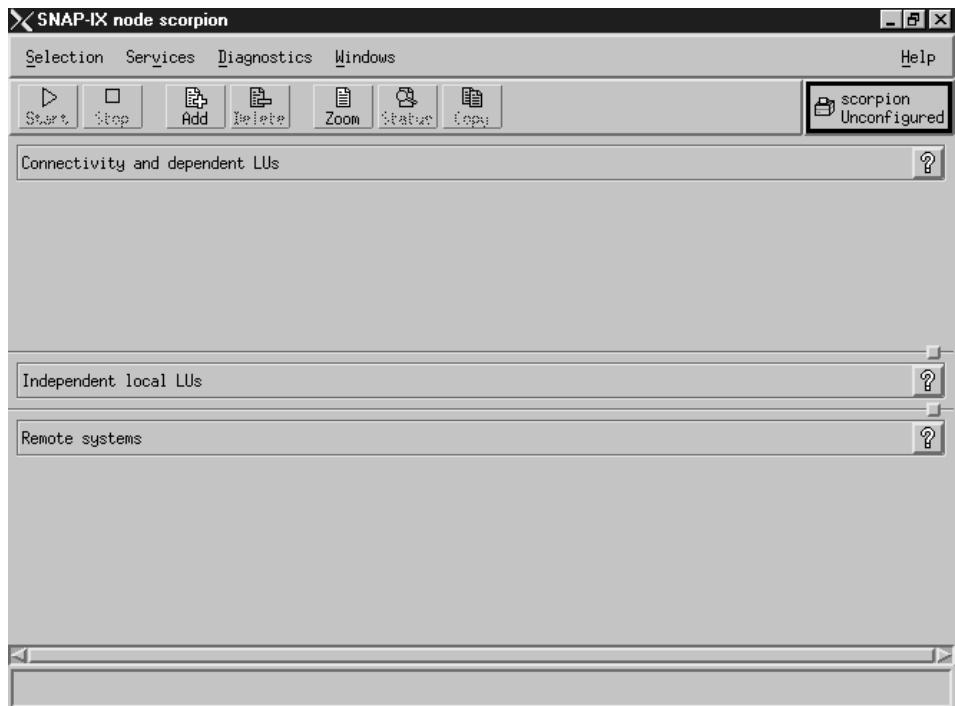 SNAP-IX node scorpion
Selection Services Diagnostics Windows Help
Start Stop Add Delete Zoom Status Copy
scorpion
Unconfigured
Connectivity and dependent LUs
?
Independent local LUs
?
Remote systems
?